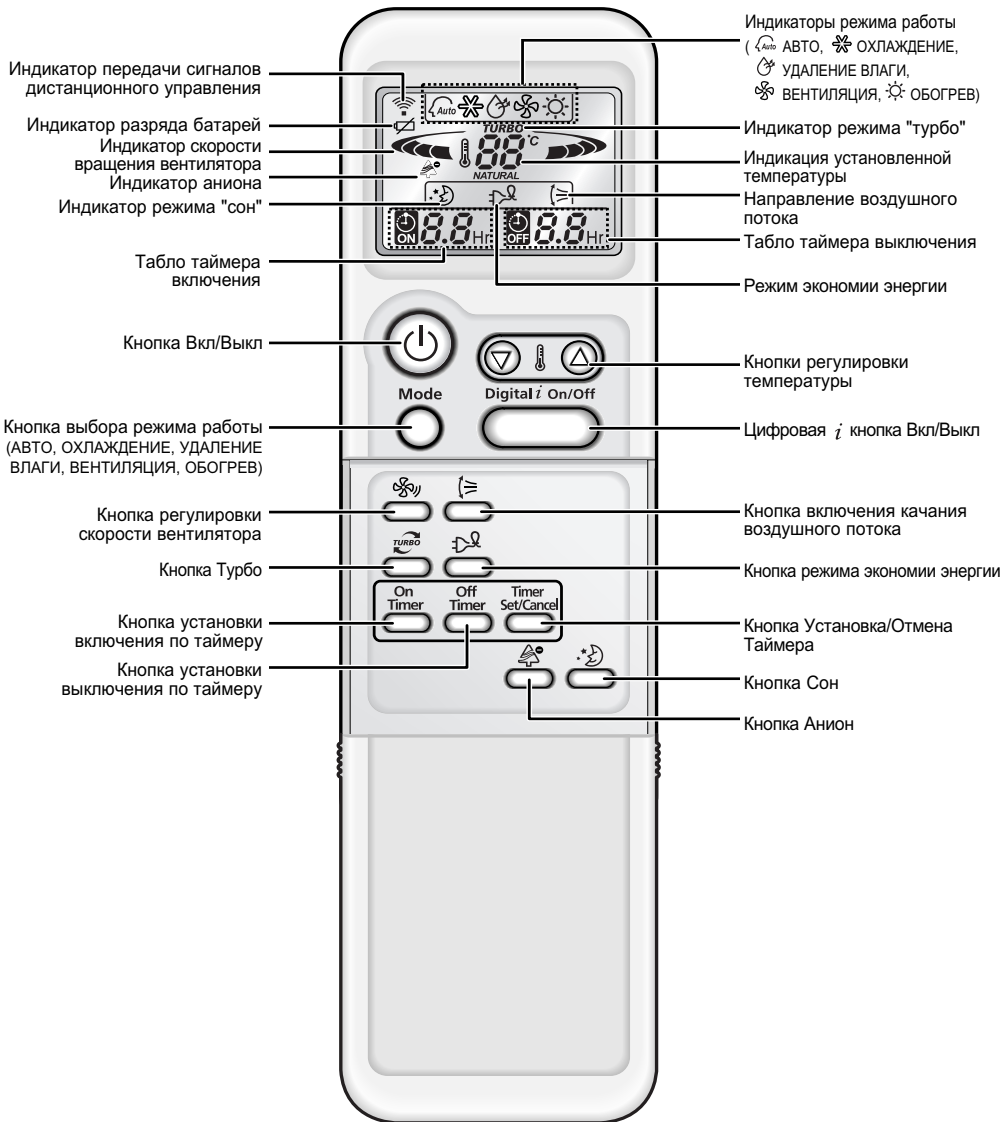 Индикаторы режима работы
( Auto АВТО, ОХЛАЖДЕНИЕ,
УДАЛЕНИЕ ВЛАГИ,
ВЕНТИЛЯЦИЯ, ОБОГРЕВ)
Индикатор режима "турбо"
Индикация установленной
температуры
Направление воздушного
потока
Табло таймера выключения
Режим экономии энергии
Индикатор передачи сигналов
дистанционного управления
Индикатор разряда батарей
Индикатор скорости
вращения вентилятора
Индикатор аниона
Индикатор режима "сон"
Табло таймера
включения
Auto
TURBO
88°C
NATURAL
ON 8.8Hr OFF 8.8Hr
Кнопка Вкл/Выкл
Кнопки регулировки
температуры
Mode
Digital i On/Off
Кнопка выбора режима работы
(АВТО, ОХЛАЖДЕНИЕ, УДАЛЕНИЕ
ВЛАГИ, ВЕНТИЛЯЦИЯ, ОБОГРЕВ)
Цифровая i кнопка Вкл/Выкл
Кнопка регулировки
скорости вентилятора
Кнопка включения качания
воздушного потока
TURBO
Кнопка Турбо
Кнопка режима экономии энергии
On
Timer
Off
Timer
Timer
Set/Cancel
Кнопка установки
включения по таймеру
Кнопка установки
выключения по таймеру
Кнопка Установка/Отмена
Таймера
Кнопка Сон
Кнопка Анион